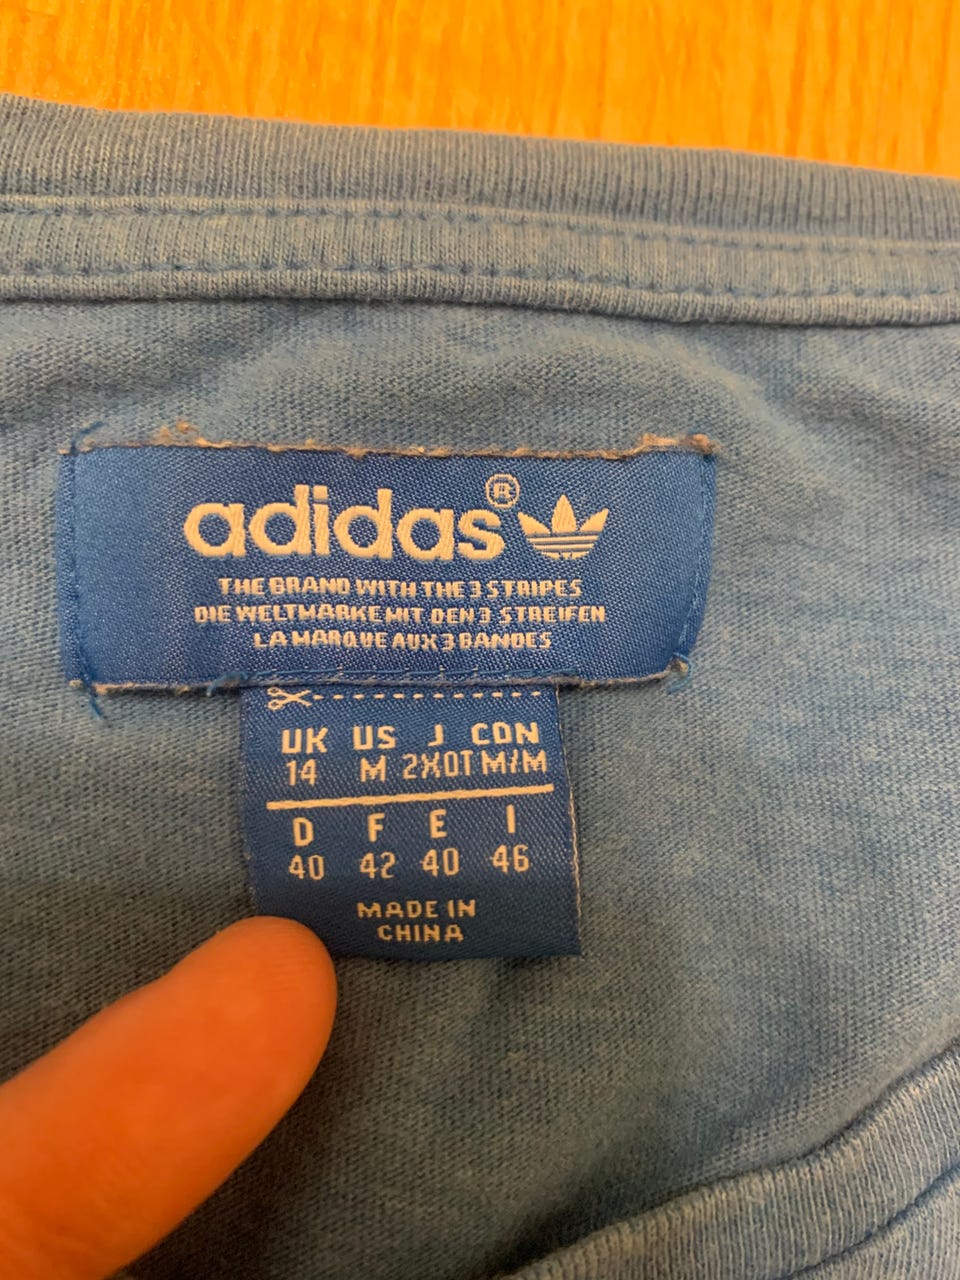 adidas®
THE BRAND WITH THE 3 STRIPES
DIE WELTMARKE MIT DEN 3 STREIFEN
LA MARQUE AUX 3 BANDES
UK US J CDN
14 M 2XOT M/M
D F E I
40 42 40 46
MADE IN
CHINA